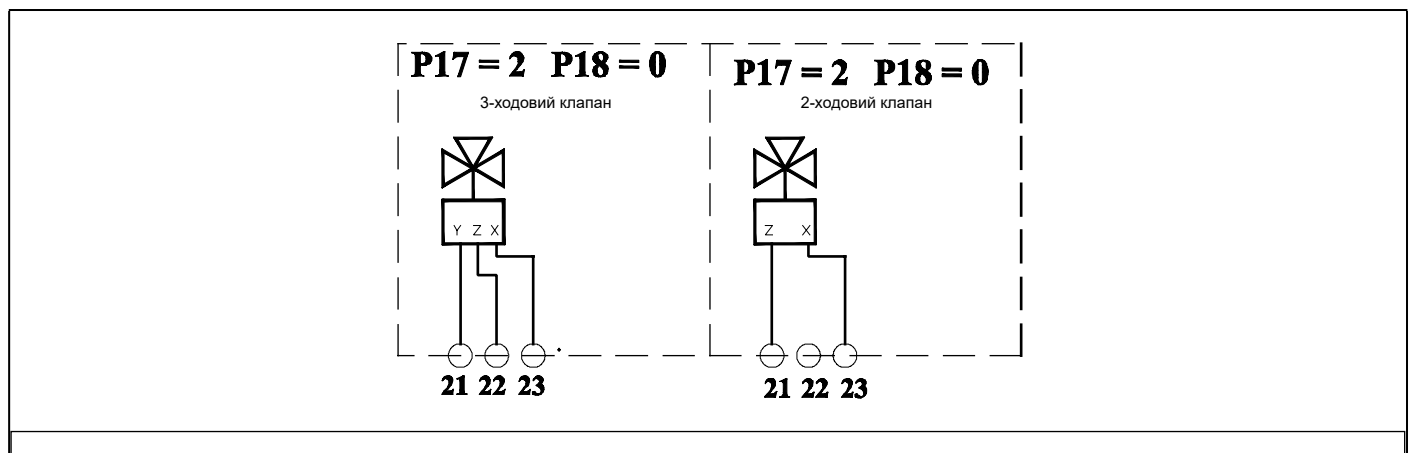 P17 = 2 P18 = 0
3-ходовий клапан
Y Z X
21 22 23
P17 = 2 P18 = 0
2-ходовий клапан
Z X
21 22 23